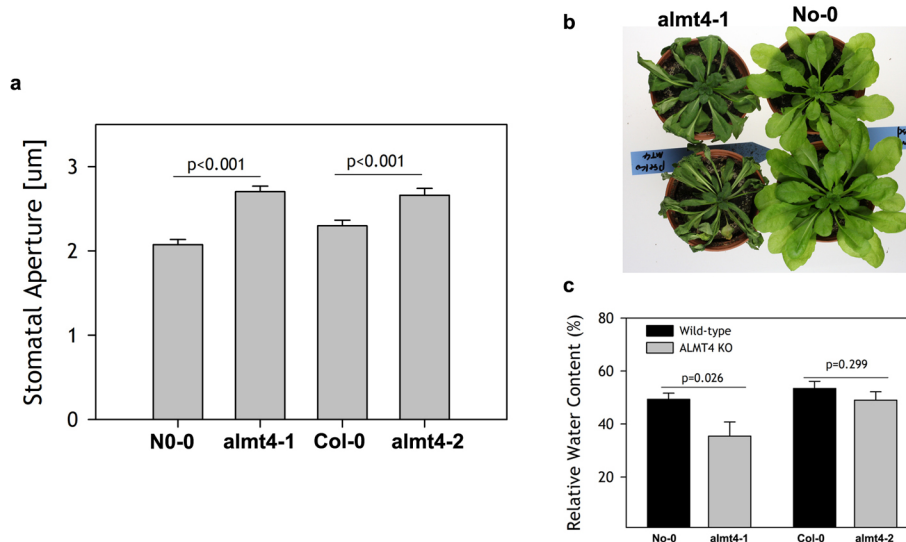 a
Stomatal Aperture [um]
3
2
1
0
p<0.001
p<0.001
N0-0
almt4-1
Col-0
almt4-2
b
almt4-1
No-0
c
Relative Water Content (%)
80
60
40
20
Wild-type
ALMT4 KO
p=0.026
p=0.299
No-0
almt4-1
Col-0
almt4-2